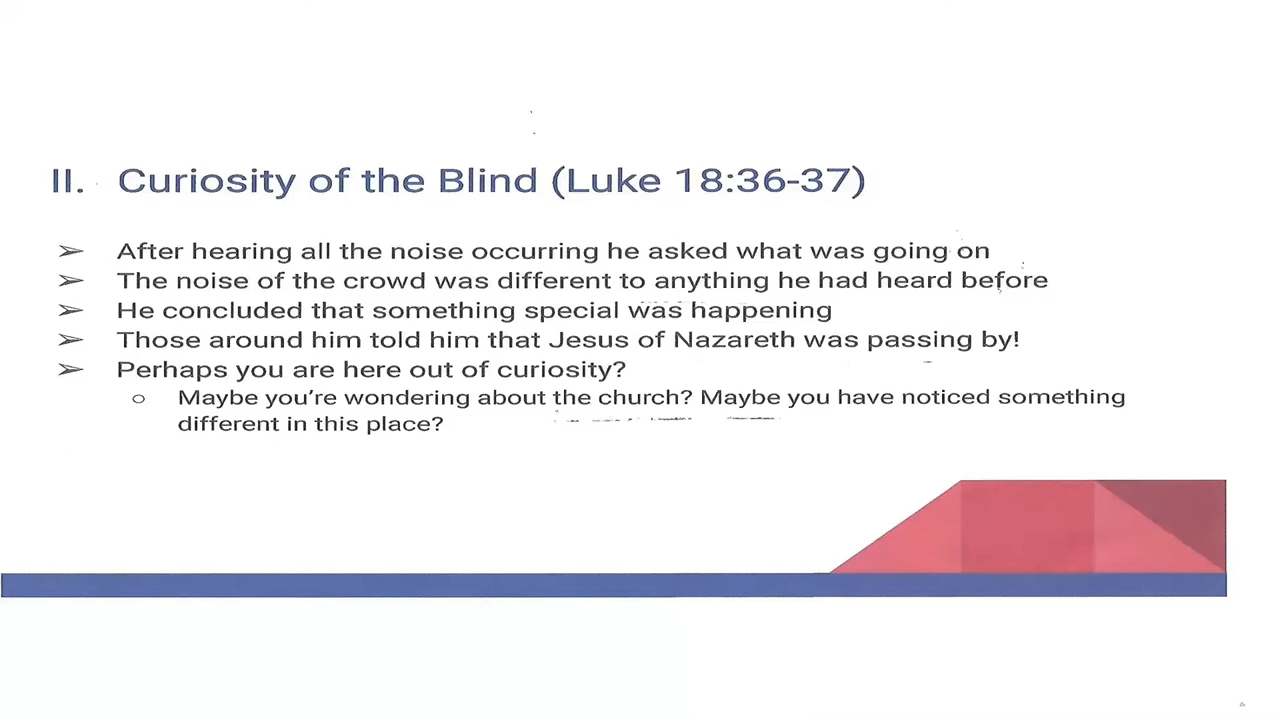 II. Curiosity of the Blind (Luke 18:36-37)
➢ After hearing all the noise occurring he asked what was going on
➢ The noise of the crowd was different to anything he had heard before
➢ He concluded that something special was happening
➢ Those around him told him that Jesus of Nazareth was passing by!
➢ Perhaps you are here out of curiosity?
○ Maybe you’re wondering about the church? Maybe you have noticed something
different in this place?